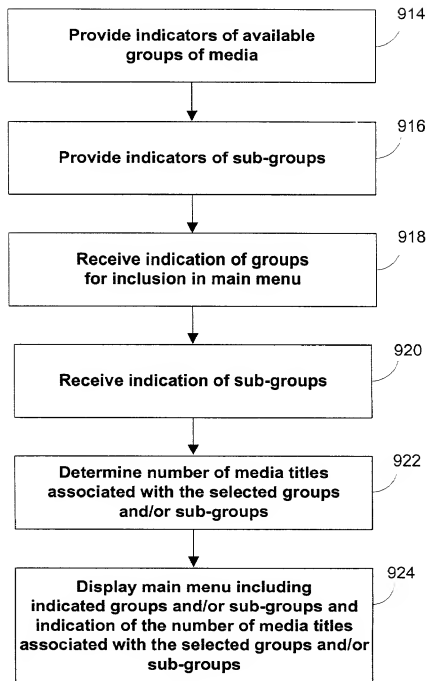 Provide indicators of available
groups of media
914
Provide indicators of sub-groups
916
Receive indication of groups
for inclusion in main menu
918
Receive indication of sub-groups
920
Determine number of media titles
associated with the selected groups
and/or sub-groups
922
Display main menu including
indicated groups and/or sub-groups and
indication of the number of media titles
associated with the selected groups and/or
sub-groups
924